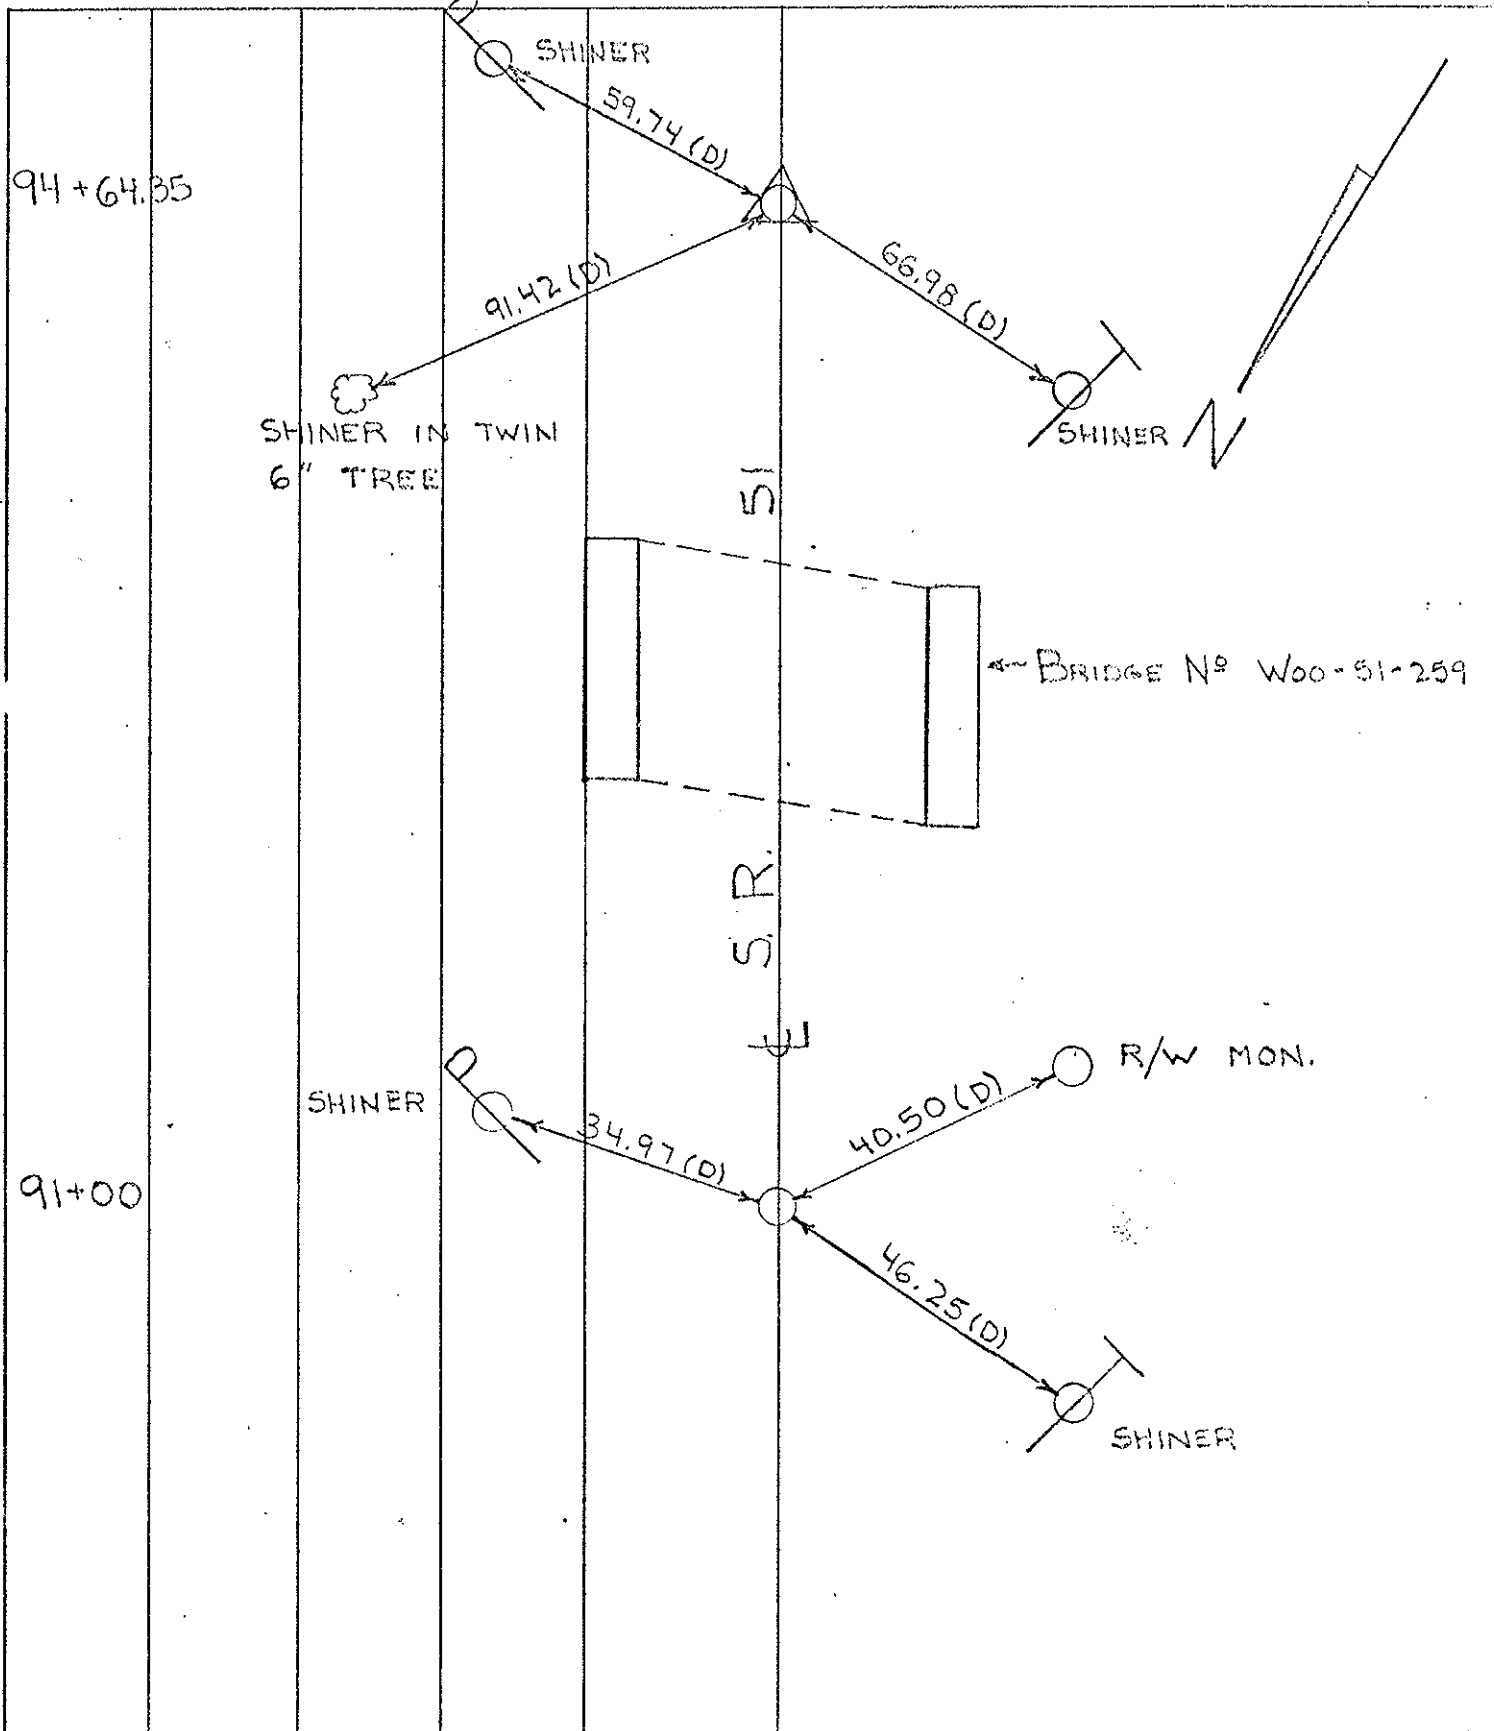 SHINER
59.74 (D)
94+64.35
66.98 (D)
91.42 (D)
SHINER IN TWIN
6" TREE
SHINER
N
℄ S.R. 51
BRIDGE Nº WOO-51-259
R/W MON.
SHINER
40.50 (D)
34.97 (D)
91+00
46.25 (D)
SHINER